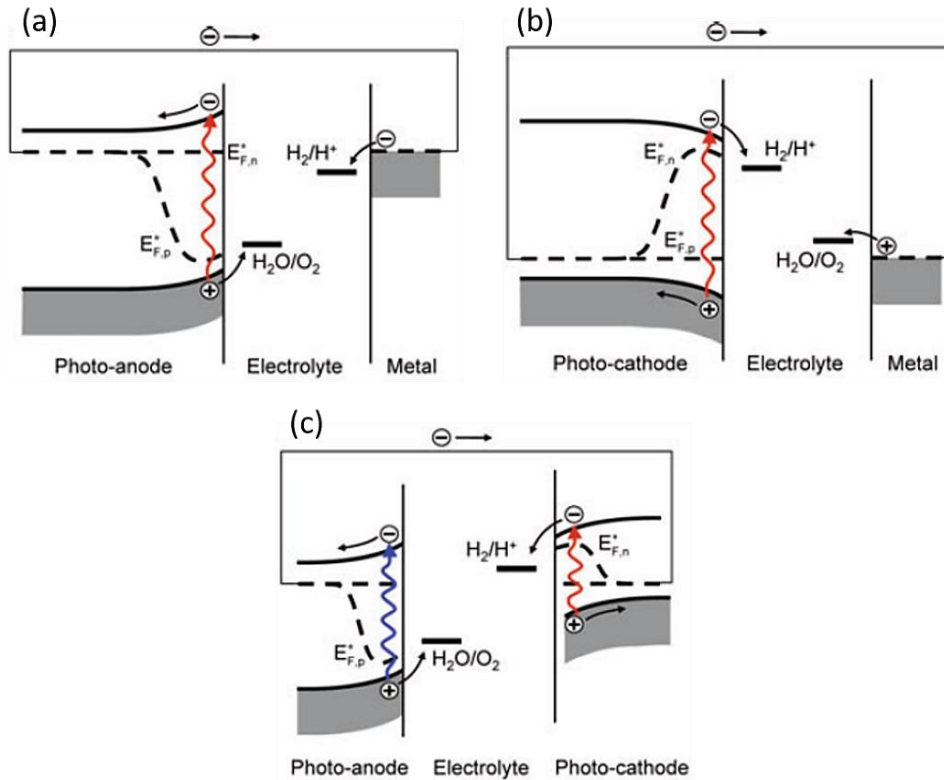 (a)
⊖ →
⊖
E*F,n
H₂/H⁺
⊖
E*F,p
H₂O/O₂
⊕
Photo-anode Electrolyte Metal
(b)
⊖ →
⊖
E*F,n
H₂/H⁺
E*F,p
H₂O/O₂
⊕
⊕
Photo-cathode Electrolyte Metal
(c)
⊖ →
⊖
⊖
H₂/H⁺
E*F,n
E*F,p
H₂O/O₂
⊕
⊕
Photo-anode Electrolyte Photo-cathode